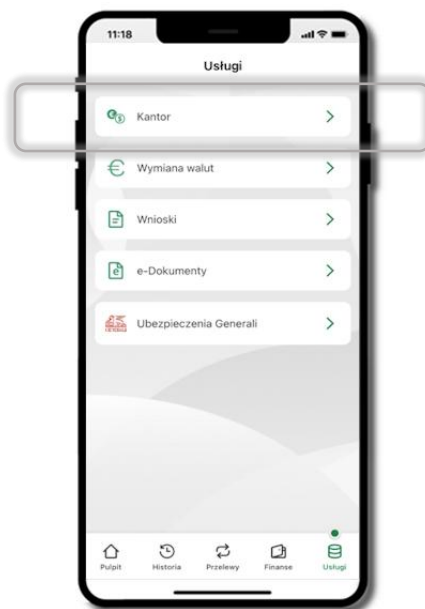 11:18
Usługi
Kantor
Wymiana walut
Wnioski
e-Dokumenty
Ubezpieczenia Generali
Pulpit Historia Przelewy Finanse Usługi